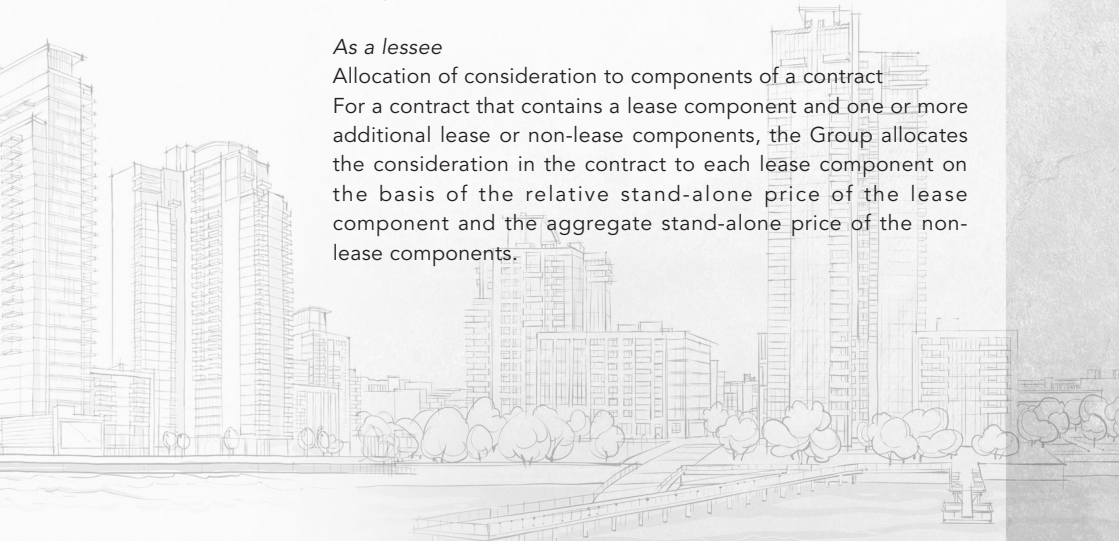 As a lessee
Allocation of consideration to components of a contract
For a contract that contains a lease component and one or more
additional lease or non-lease components, the Group allocates
the consideration in the contract to each lease component on
the basis of the relative stand-alone price of the lease
component and the aggregate stand-alone price of the non-
lease components.